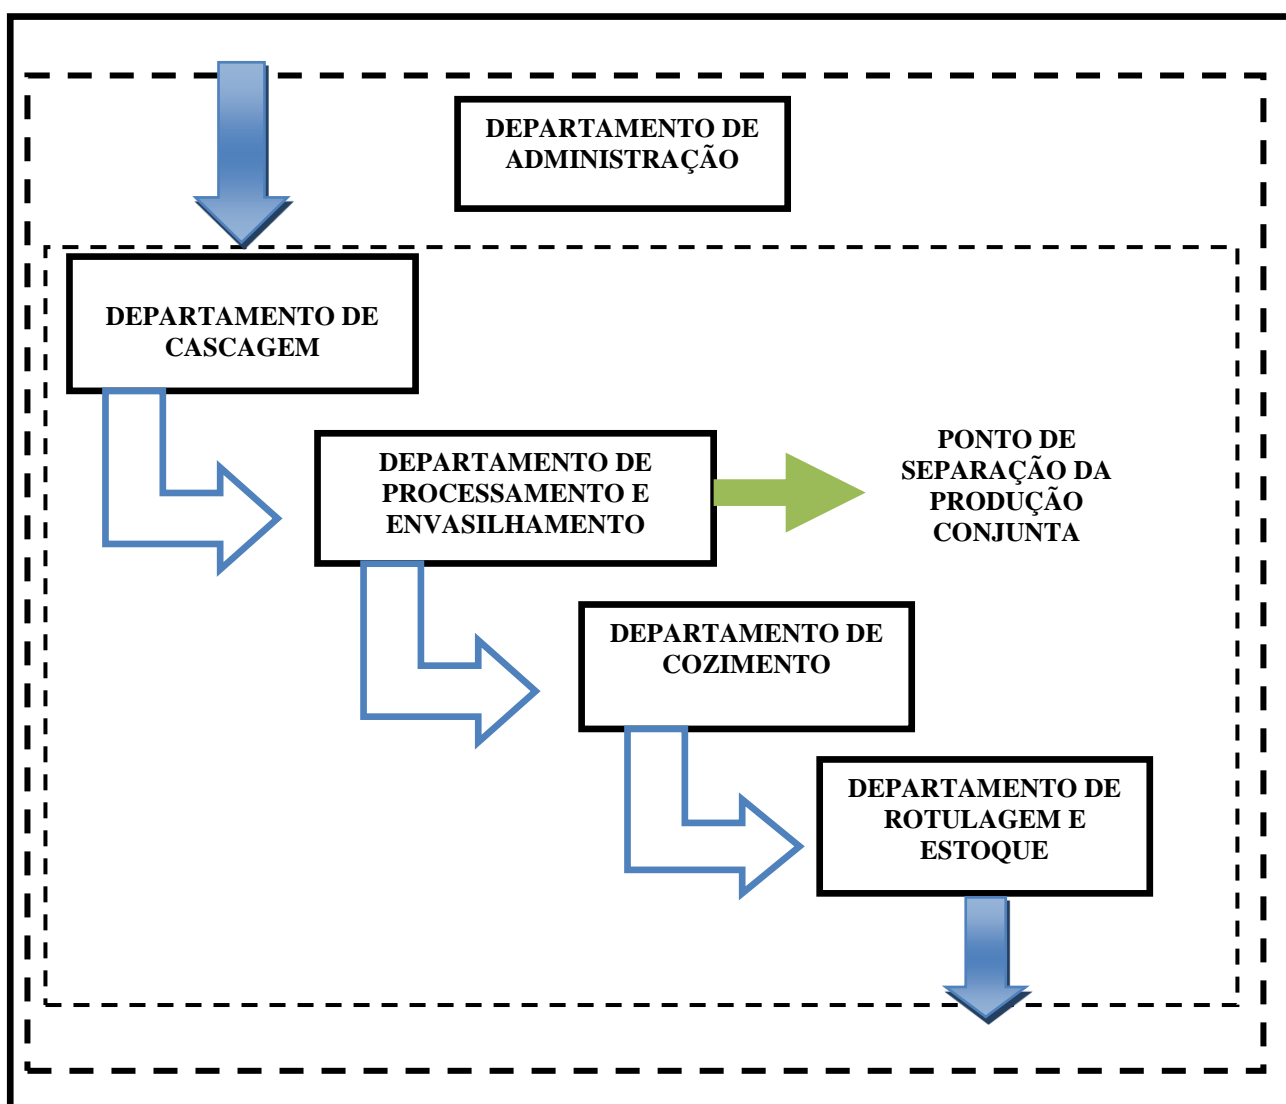 DEPARTAMENTO DE
ADMINISTRAÇÃO
DEPARTAMENTO DE
CASCAGEM
DEPARTAMENTO DE
PROCESSAMENTO E
ENVASILHAMENTO
PONTO DE
SEPARAÇÃO DA
PRODUÇÃO
CONJUNTA
DEPARTAMENTO DE
COZIMENTO
DEPARTAMENTO DE
ROTULAGEM E
ESTOQUE